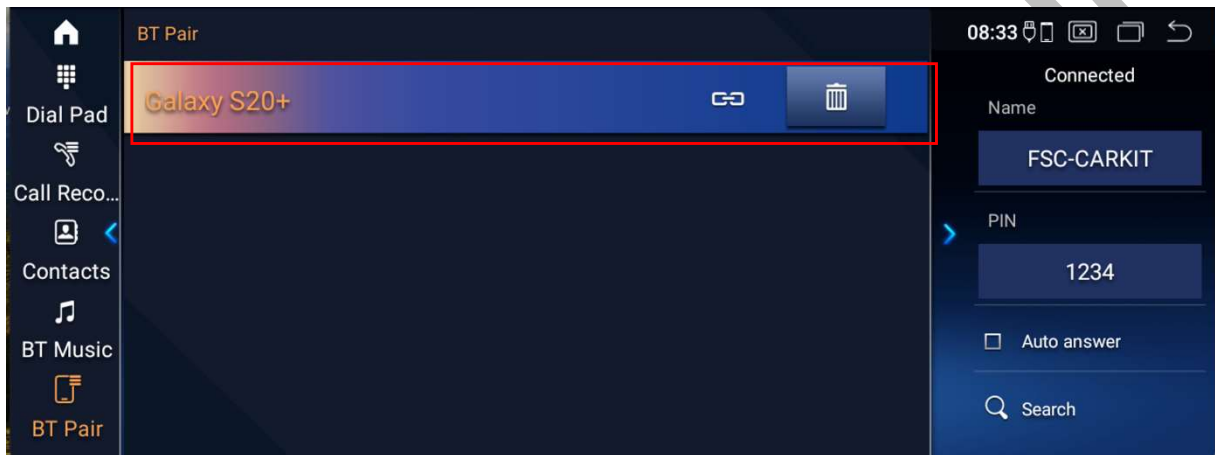 BT Pair
08:33
Dial Pad
Call Reco...
Contacts
BT Music
BT Pair
Galaxy S20+
Connected
Name
FSC-CARKIT
PIN
1234
Auto answer
Search